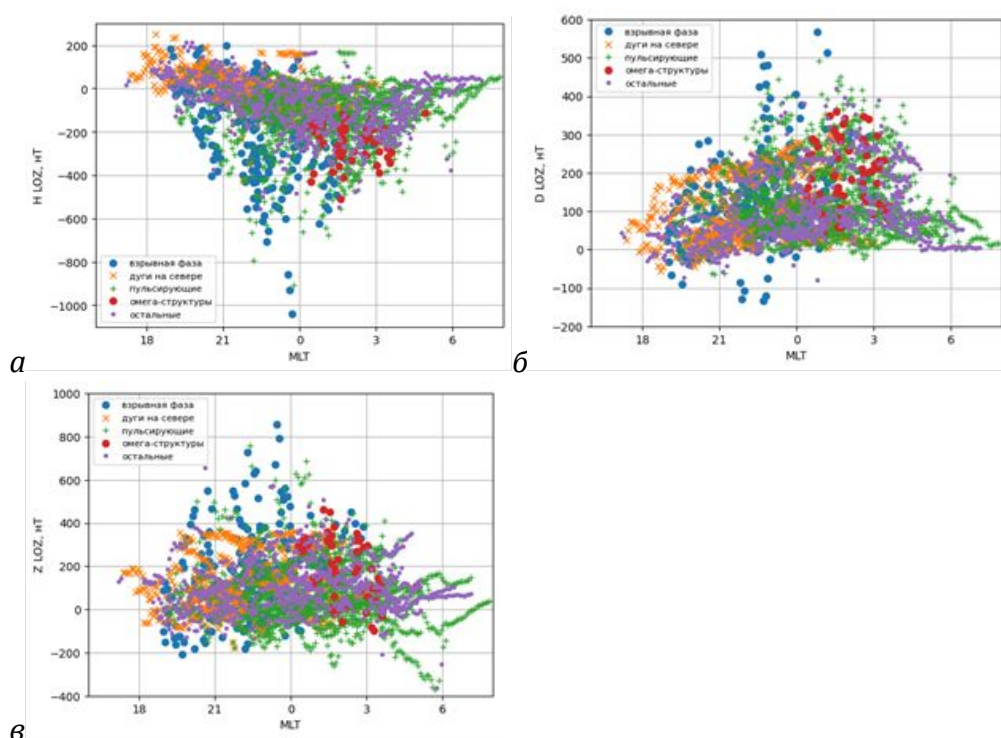 200
0
-200
-400
-600
-800
-1000
H LOZ, нТ
взрывная фаза
дуги на севере
пульсирующие
омега-структуры
остальные
18 21 0 3 6
MLT
а
600
500
400
300
200
100
0
-100
-200
D LOZ, нТ
взрывная фаза
дуги на севере
пульсирующие
омега-структуры
остальные
18 21 0 3 6
MLT
б
1000
800
600
400
200
0
-200
-400
Z LOZ, нТ
взрывная фаза
дуги на севере
пульсирующие
омега-структуры
остальные
18 21 0 3 6
MLT
в